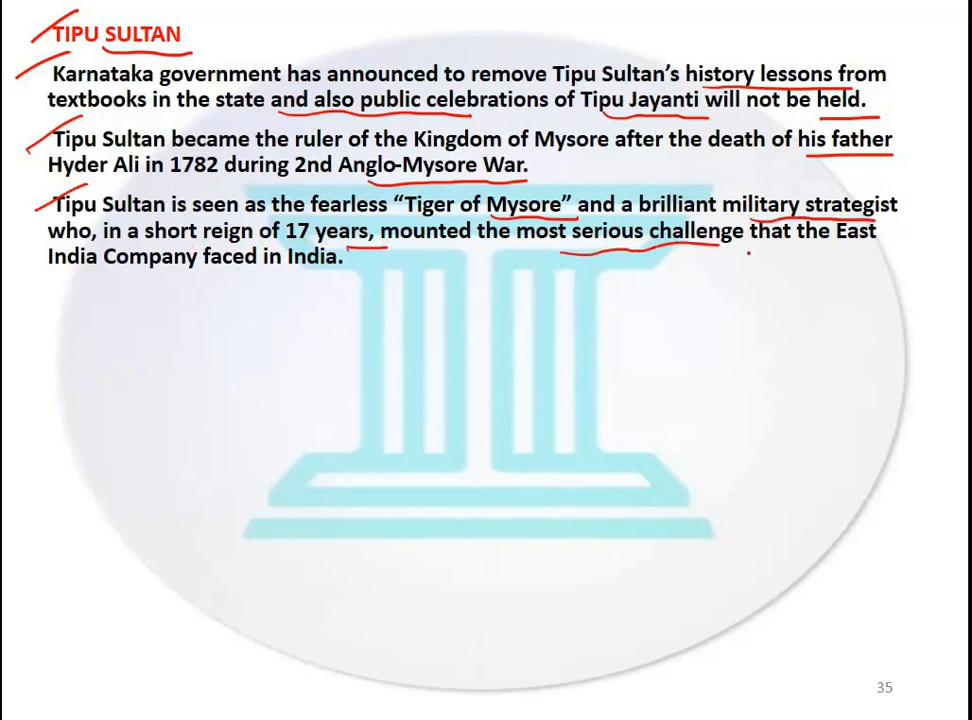 TIPU SULTAN
Karnataka government has announced to remove Tipu Sultan’s history lessons from
textbooks in the state and also public celebrations of Tipu Jayanti will not be held.
Tipu Sultan became the ruler of the Kingdom of Mysore after the death of his father
Hyder Ali in 1782 during 2nd Anglo-Mysore War.
Tipu Sultan is seen as the fearless “Tiger of Mysore” and a brilliant military strategist
who, in a short reign of 17 years, mounted the most serious challenge that the East
India Company faced in India.
35